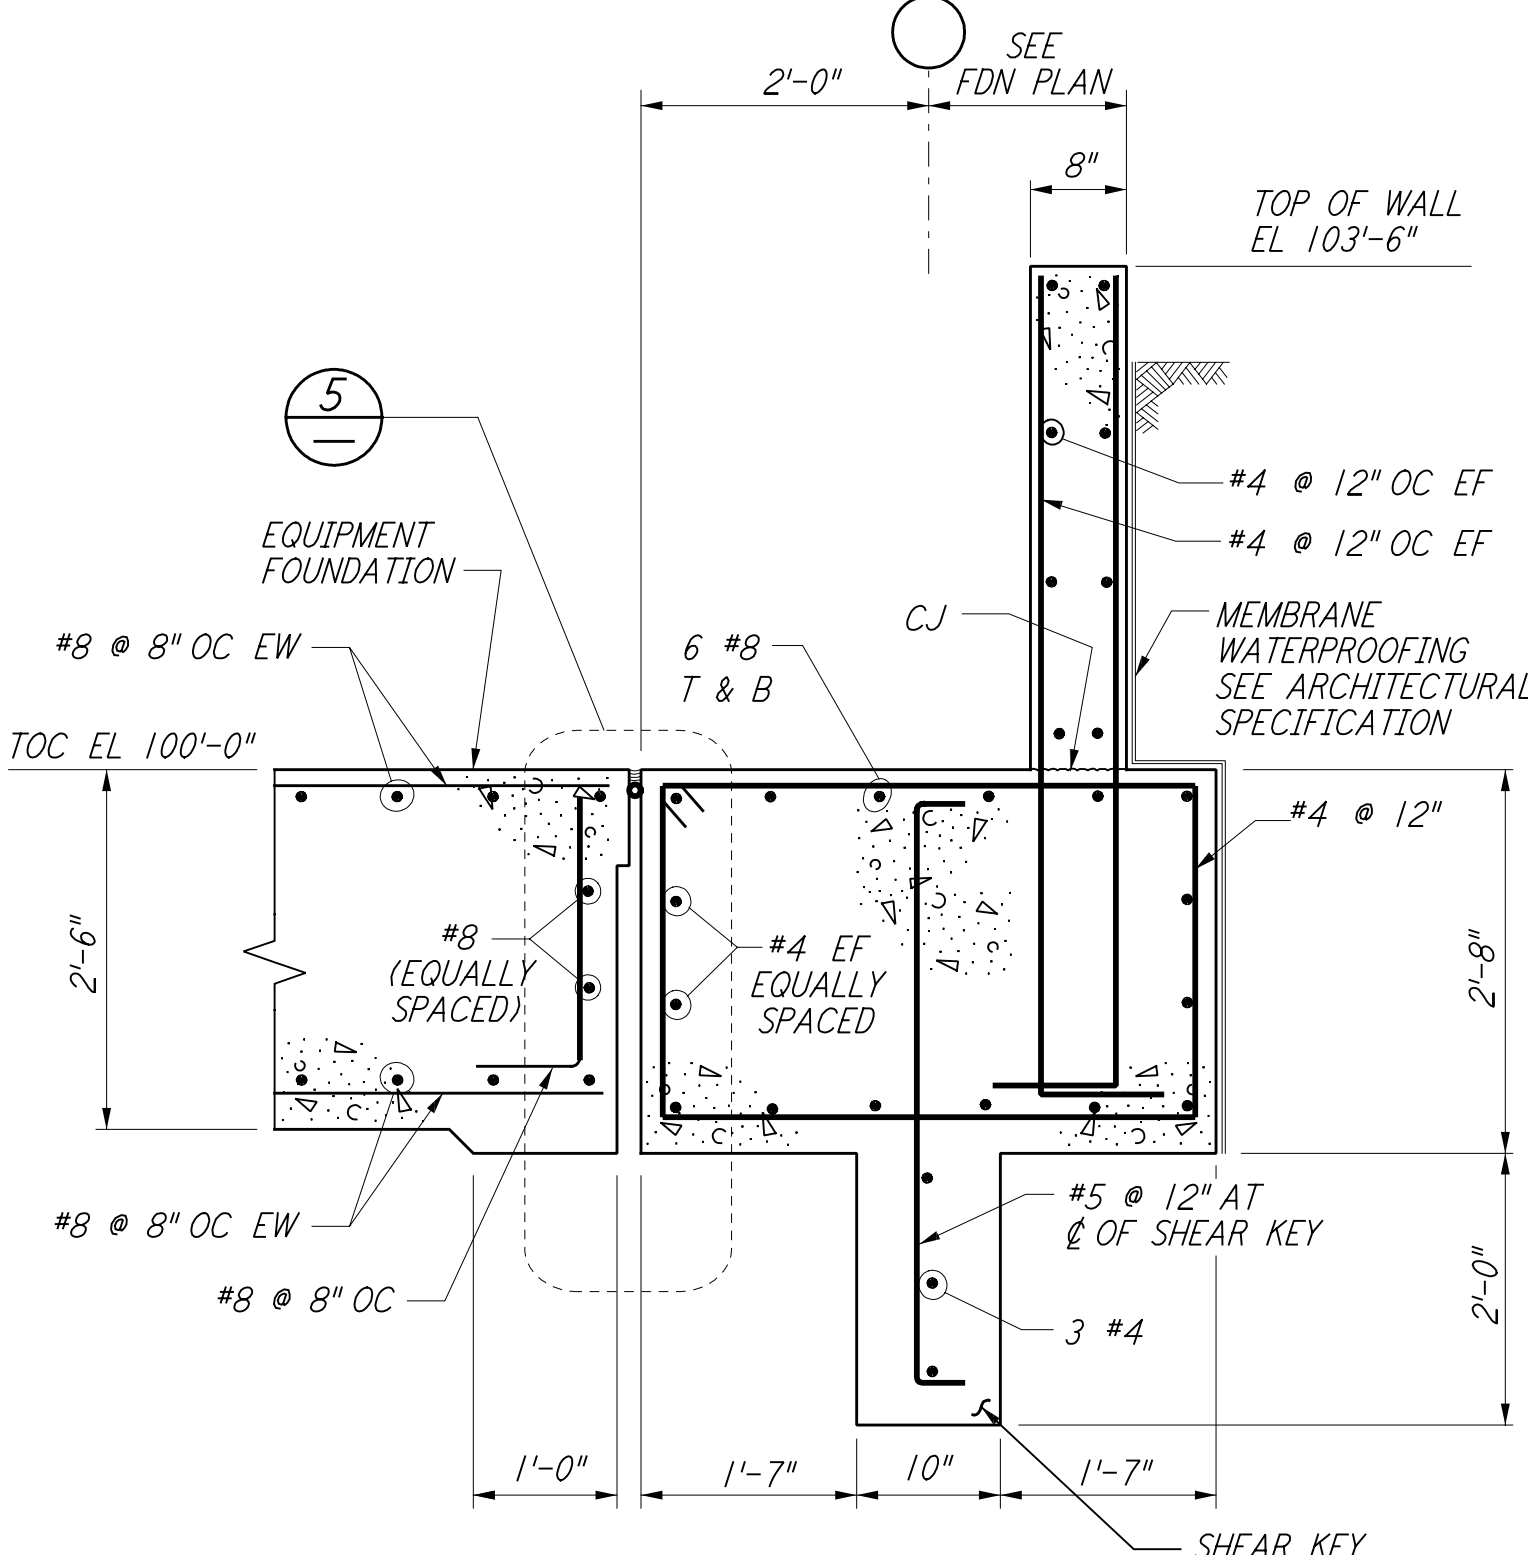 SEE
FDN PLAN
2'-0"
8"
TOP OF WALL
EL 103'-6"
5
#4 @ 12" OC EF
#4 @ 12" OC EF
EQUIPMENT
FOUNDATION
#8 @ 8" OC EW
6 #8
T & B
CJ
MEMBRANE
WATERPROOFING
SEE ARCHITECTURAL
SPECIFICATION
TOC EL 100'-0"
#4 @ 12"
2'-6"
#8
(EQUALLY
SPACED)
#4 EF
EQUALLY
SPACED
2'-8"
#8 @ 8" OC EW
#5 @ 12" AT
℄ OF SHEAR KEY
#8 @ 8" OC
3 #4
2'-0"
1'-0"
1'-7"
10"
1'-7"
SHEAR KEY